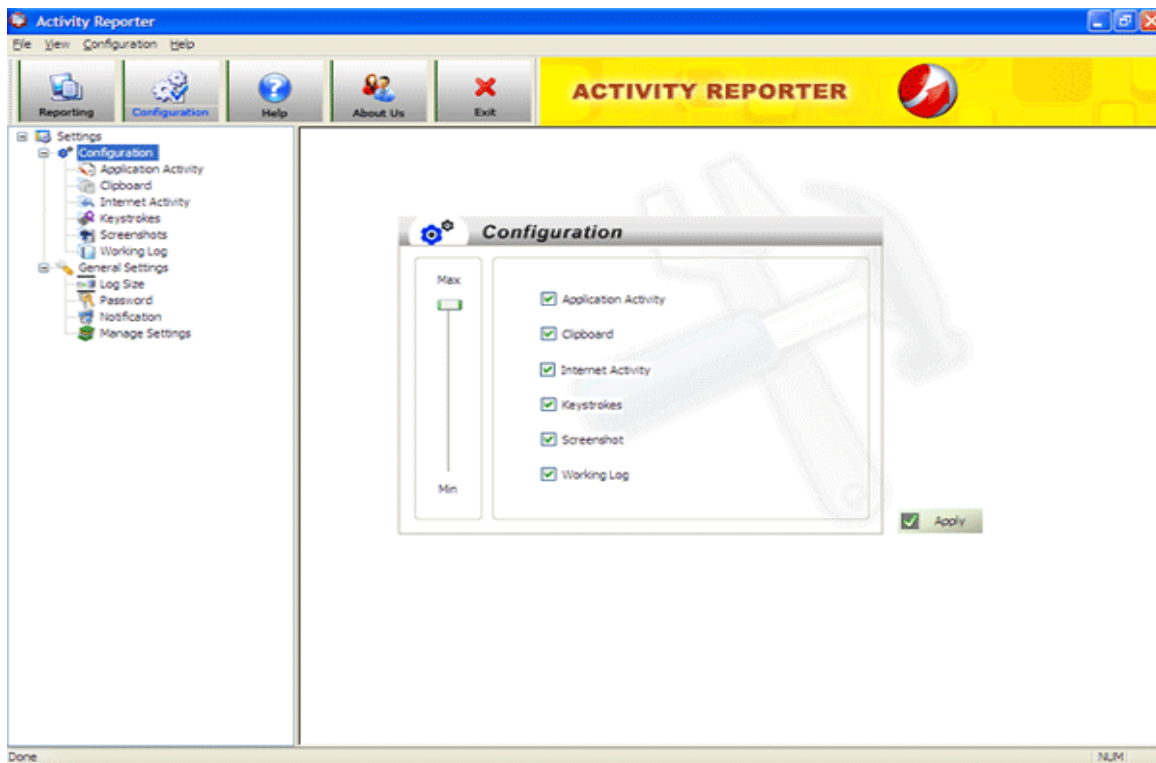 Activity Reporter
File View Configuration Help
Reporting Configuration Help About Us Exit
ACTIVITY REPORTER
Settings
Configuration
Application Activity
Clipboard
Internet Activity
Keystrokes
Screenshots
Working Log
General Settings
Log Size
Password
Notification
Manage Settings
Configuration
Max
Min
Application Activity
Clipboard
Internet Activity
Keystrokes
Screenshot
Working Log
Apply
Done NUM